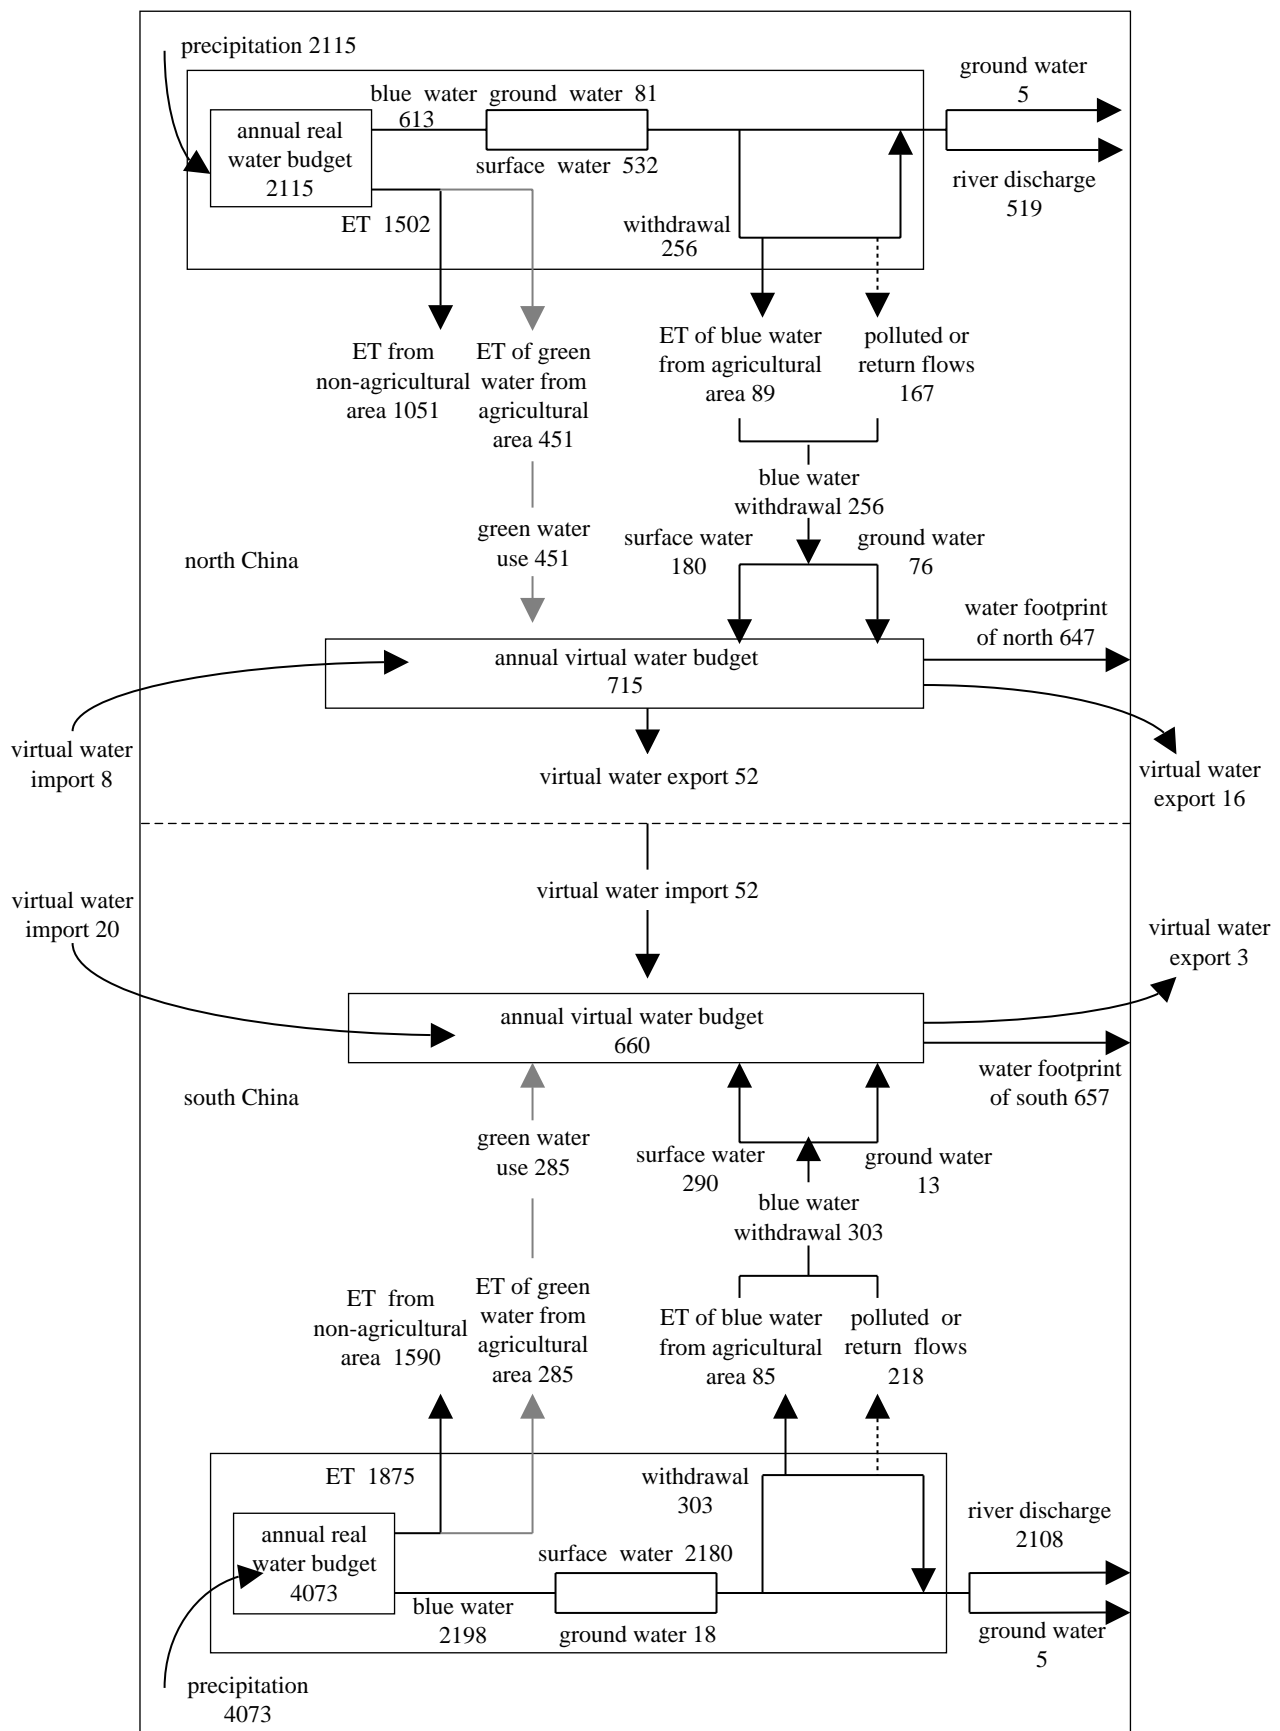 precipitation 2115
ground water
5
blue water ground water 81
613
annual real
water budget
2115
surface water 532
river discharge
519
ET 1502
withdrawal
256
ET from
non-agricultural
area 1051
ET of green
water from
agricultural
area 451
ET of blue water
from agricultural
area 89
polluted or
return flows
167
blue water
withdrawal 256
green water
use 451
surface water
180
ground water
76
north China
water footprint
of north 647
annual virtual water budget
715
virtual water
import 8
virtual water export 52
virtual water
export 16
virtual water import 52
virtual water
import 20
virtual water
export 3
annual virtual water budget
660
water footprint
of south 657
south China
green water
use 285
surface water
290
ground water
13
blue water
withdrawal 303
ET from
non-agricultural
area 1590
ET of green
water from
agricultural
area 285
ET of blue water
from agricultural
area 85
polluted or
return flows
218
ET 1875
withdrawal
303
river discharge
2108
annual real
water budget
4073
surface water 2180
blue water
2198
ground water 18
ground water
5
precipitation
4073